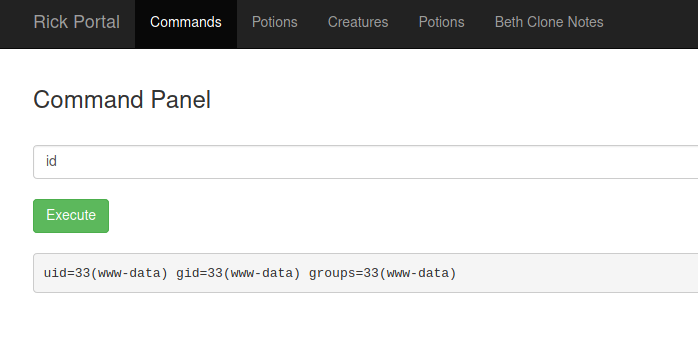 Rick Portal Commands Potions Creatures Potions Beth Clone Notes
Command Panel
id
Execute
uid=33(www-data) gid=33(www-data) groups=33(www-data)